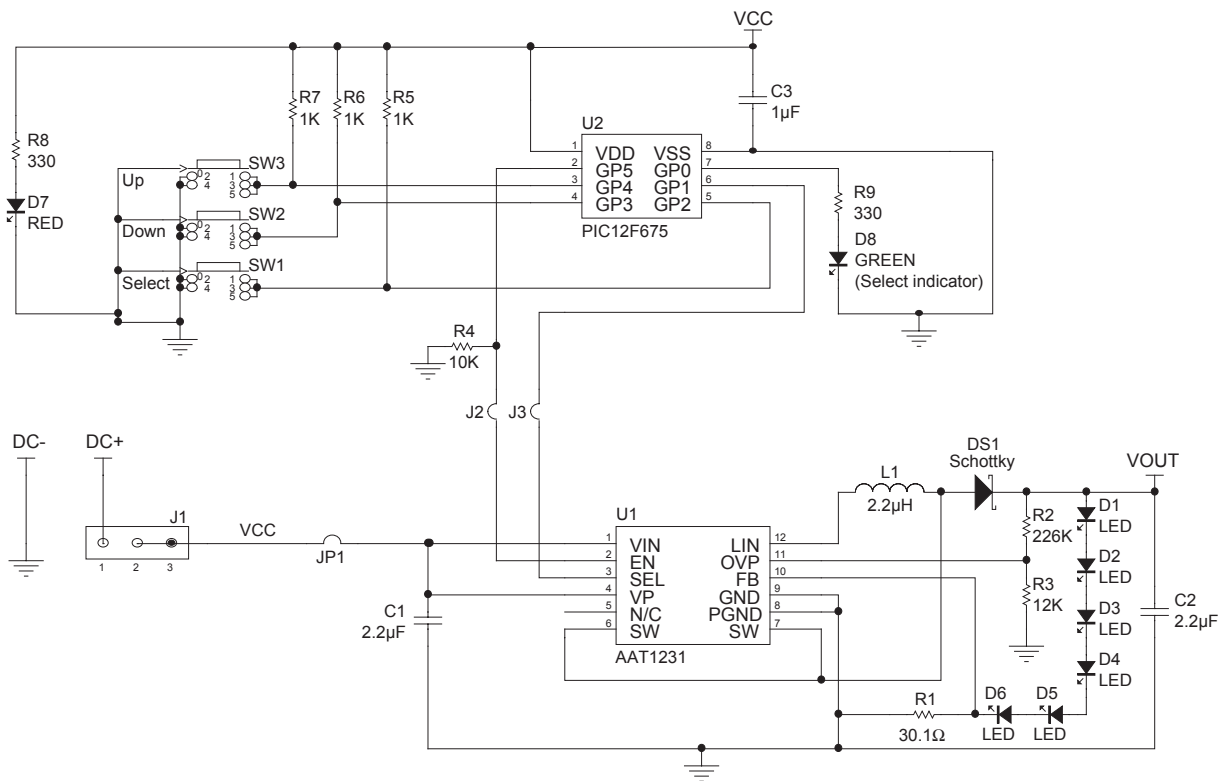 VCC
R8
330
D7
RED
R7
1K
R6
1K
R5
1K
C3
1µF
Up
Down
Select
SW3
0 2 4
1 3 5
SW2
0 2 4
1 3 5
SW1
0 2 4
1 3 5
U2
1 VDD VSS 8
2 GP5 GP0 7
3 GP4 GP1 6
4 GP3 GP2 5
PIC12F675
R9
330
D8
GREEN
(Select indicator)
R4
10K
J2
J3
DC-
DC+
J1
1 2 3
VCC
JP1
C1
2.2µF
U1
1 VIN LIN 12
2 EN OVP 11
3 SEL FB 10
4 VP GND 9
5 N/C PGND 8
6 SW SW 7
AAT1231
L1
2.2µH
DS1
Schottky
VOUT
R2
226K
R3
12K
D1
LED
D2
LED
D3
LED
D4
LED
C2
2.2µF
R1
30.1Ω
D6
LED
D5
LED